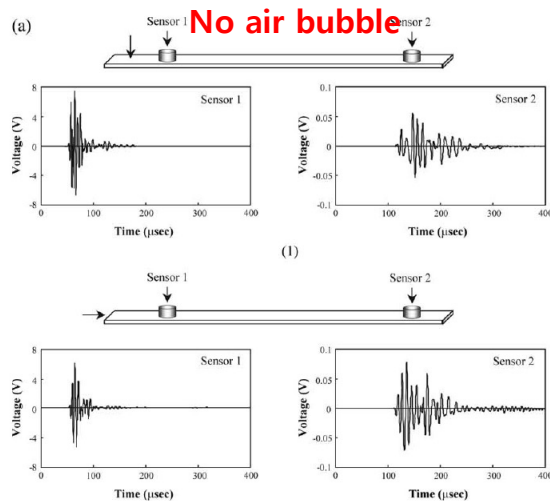 No air bubble
(a)
Sensor 1
Sensor 2
Sensor 1
8
4
0
-4
-8
Voltage (V)
0 100 200 300 400
Time (μsec)
Sensor 2
0.1
0.05
0
-0.05
-0.1
Voltage (V)
0 100 200 300 400
Time (μsec)
(1)
Sensor 1
Sensor 2
Sensor 1
8
4
0
-4
-8
Voltage (V)
0 100 200 300 400
Time (μsec)
Sensor 2
0.1
0.05
0
-0.05
-0.1
Voltage (V)
0 100 200 300 400
Time (μsec)